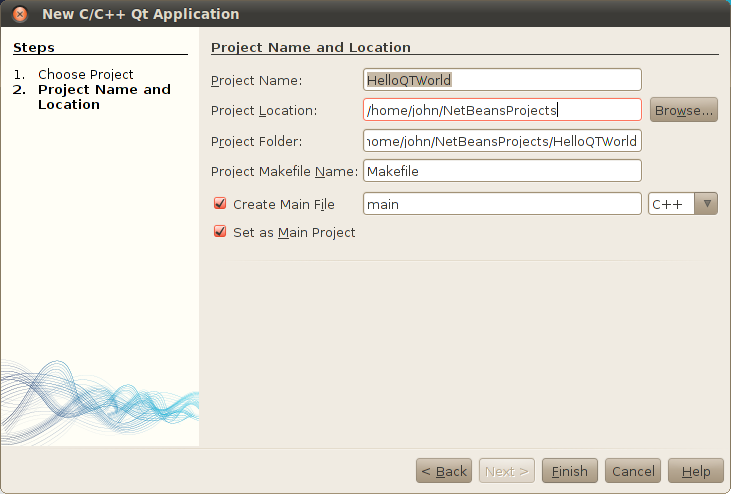 New C/C++ Qt Application
Steps
1. Choose Project
2. Project Name and
Location
Project Name and Location
Project Name: HelloQTWorld
Project Location: /home/john/NetBeansProjects Browse...
Project Folder: home/john/NetBeansProjects/HelloQTWorld
Project Makefile Name: Makefile
Create Main File main C++
Set as Main Project
< Back Next > Finish Cancel Help